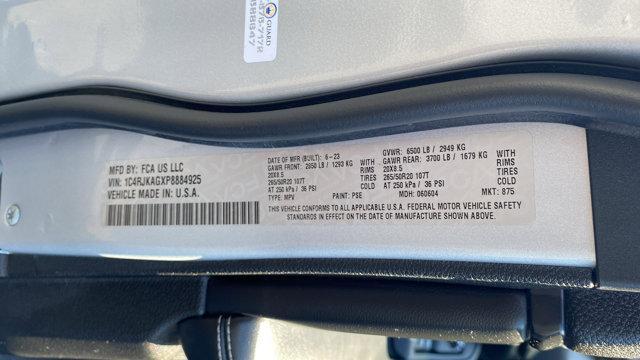 GUARD
MFD BY: FCA US LLC
VIN: 1C4RJKAGXP8884925
VEHICLE MADE IN U.S.A.
DATE OF MFR (BUILT): 6-23
GAWR FRONT: 2850 LB / 1293 KG WITH
20X8.5 RIMS
265/50R20 107T TIRES
AT 250 kPa / 36 PSI COLD
TYPE: MPV PAINT: PSE
GVWR: 6500 LB / 2949 KG
GAWR REAR: 3700 LB / 1679 KG WITH
20X8.5 RIMS
265/50R20 107T TIRES
AT 250 kPa / 36 PSI COLD
MDH: 060604 MKT: 875
THIS VEHICLE CONFORMS TO ALL APPLICABLE U.S.A. FEDERAL MOTOR VEHICLE SAFETY
STANDARDS IN EFFECT ON THE DATE OF MFR SHOWN ABOVE.